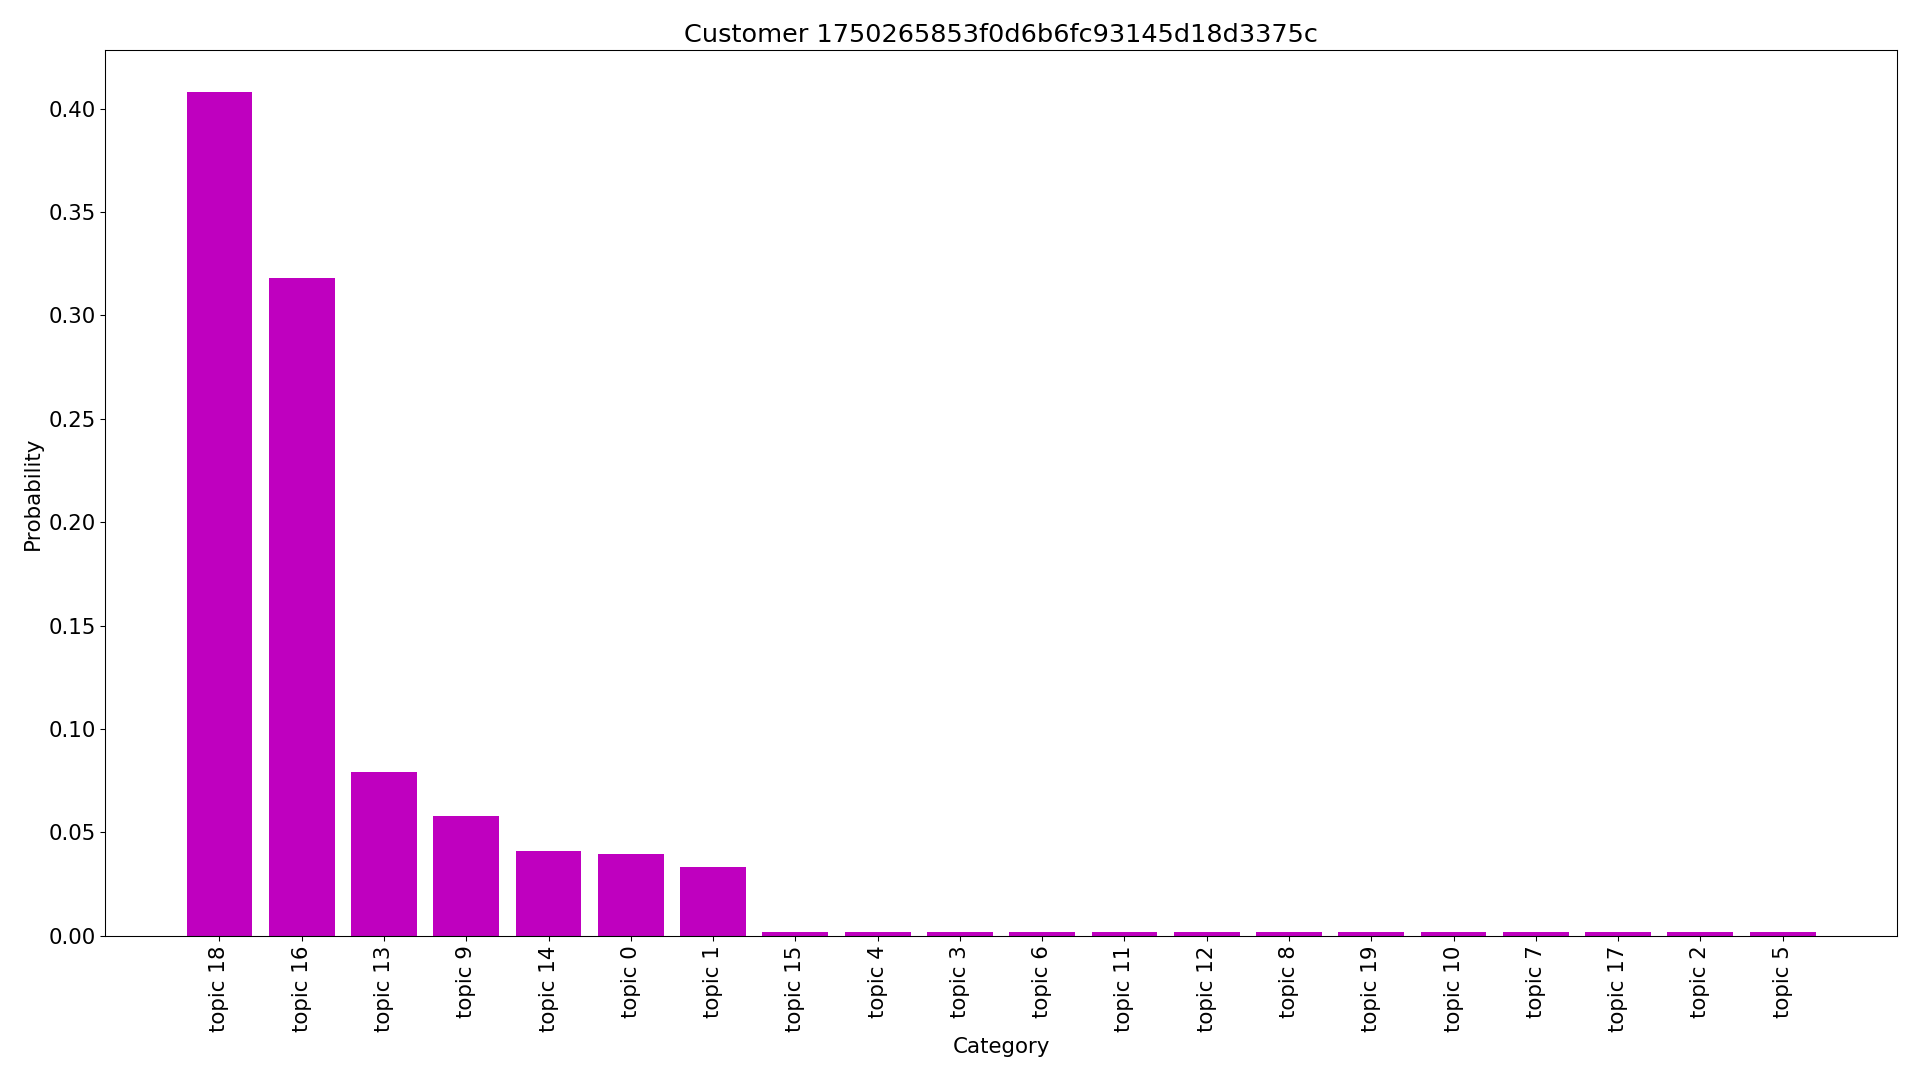 Customer 1750265853f0d6b6fc93145d18d3375c
0.40
0.35
0.30
0.25
0.20
0.15
0.10
0.05
0.00
Probability
topic 18
topic 16
topic 13
topic 9
topic 14
topic 0
topic 1
topic 15
topic 4
topic 3
topic 6
topic 11
topic 12
topic 8
topic 19
topic 10
topic 7
topic 17
topic 2
topic 5
Category